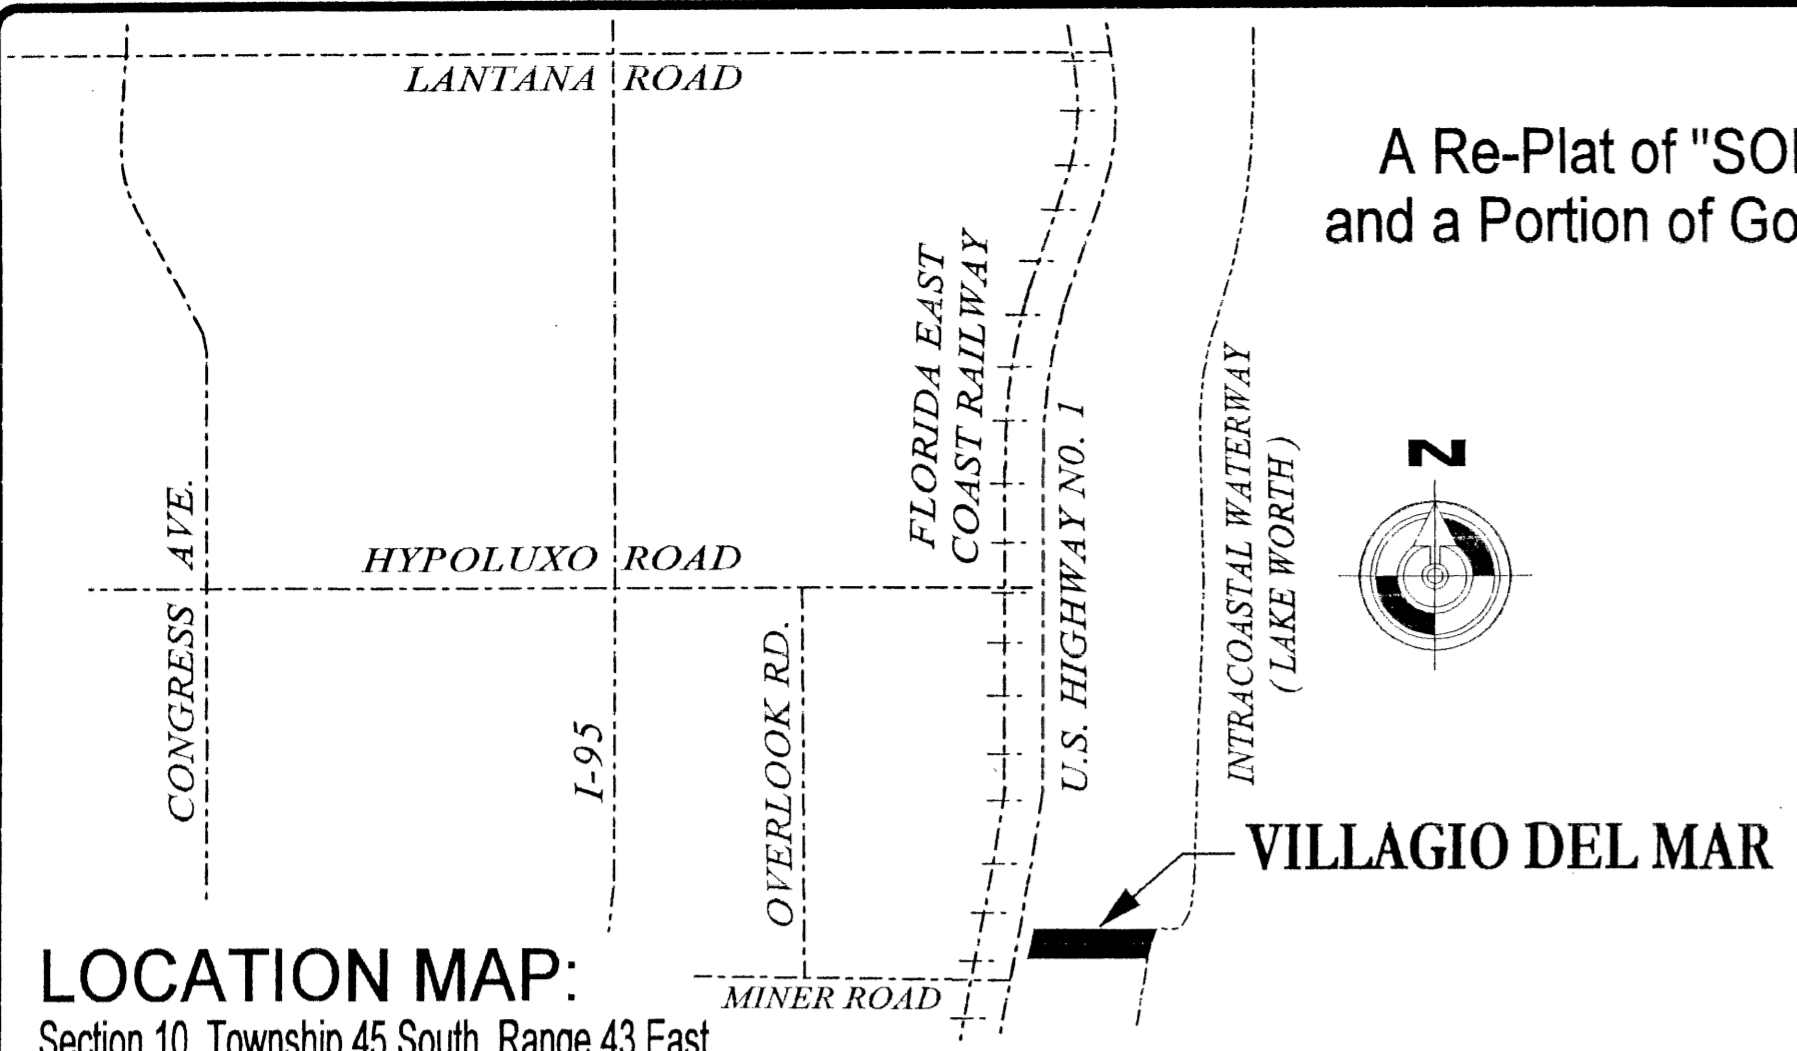 LANTANA ROAD
A Re-Plat of "SO
and a Portion of Go
FLORIDA EAST
COAST RAILWAY
U.S. HIGHWAY NO. 1
INTRACOASTAL WATERWAY
( LAKE WORTH )
N
CONGRESS AVE.
HYPOLUXO ROAD
I-95
OVERLOOK RD.
VILLAGIO DEL MAR
MINER ROAD
LOCATION MAP:
Section 10, Township 45 South, Range 43 East